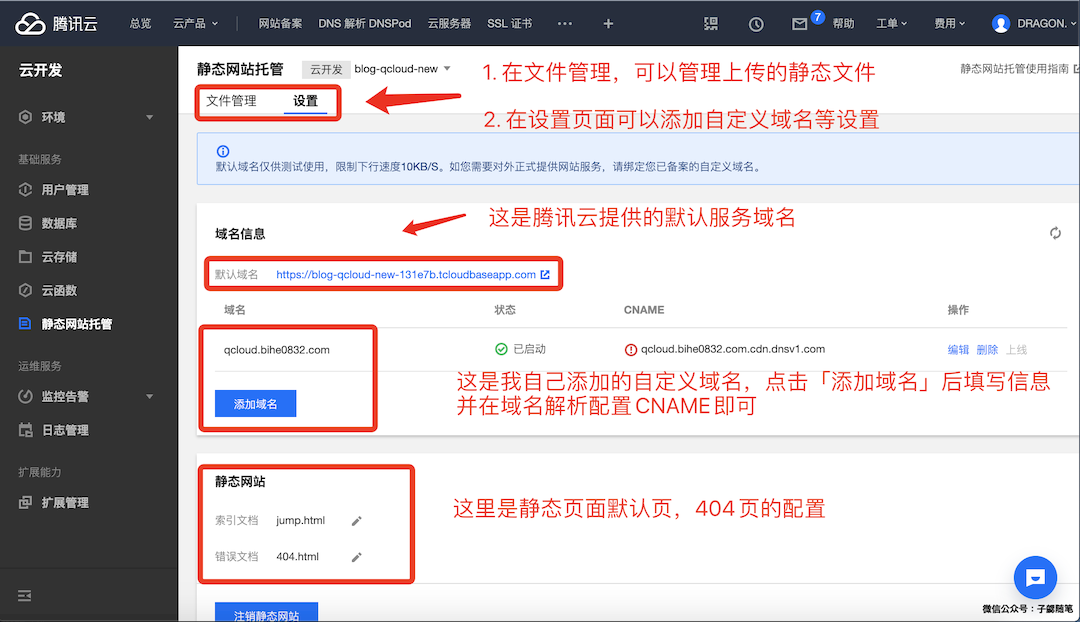 腾讯云 总览 云产品 网站备案 DNS 解析 DNSPod 云服务器 SSL 证书 ··· + 7 帮助 工单 费用 DRAGON.
云开发
环境
基础服务
用户管理
数据库
云存储
云函数
静态网站托管
运维服务
监控告警
日志管理
扩展能力
扩展管理
静态网站托管 云开发 blog-qcloud-new 静态网站托管使用指南
1. 在文件管理，可以管理上传的静态文件
文件管理 设置
2. 在设置页面可以添加自定义域名等设置
默认域名仅供测试使用，限制下行速度10KB/S。如您需要对外正式提供网站服务，请绑定您已备案的自定义域名。
这是腾讯云提供的默认服务域名
域名信息
默认域名 https://blog-qcloud-new-131e7b.tcloudbaseapp.com
域名 状态 CNAME 操作
qcloud.bihe0832.com 已启动 qcloud.bihe0832.com.cdn.dnsv1.com 编辑 删除 上线
这是我自己添加的自定义域名，点击「添加域名」后填写信息
并在域名解析配置CNAME即可
添加域名
静态网站
这里是静态页面默认页，404页的配置
索引文档 jump.html
错误文档 404.html
注销静态网站
微信公众号：子勰随笔